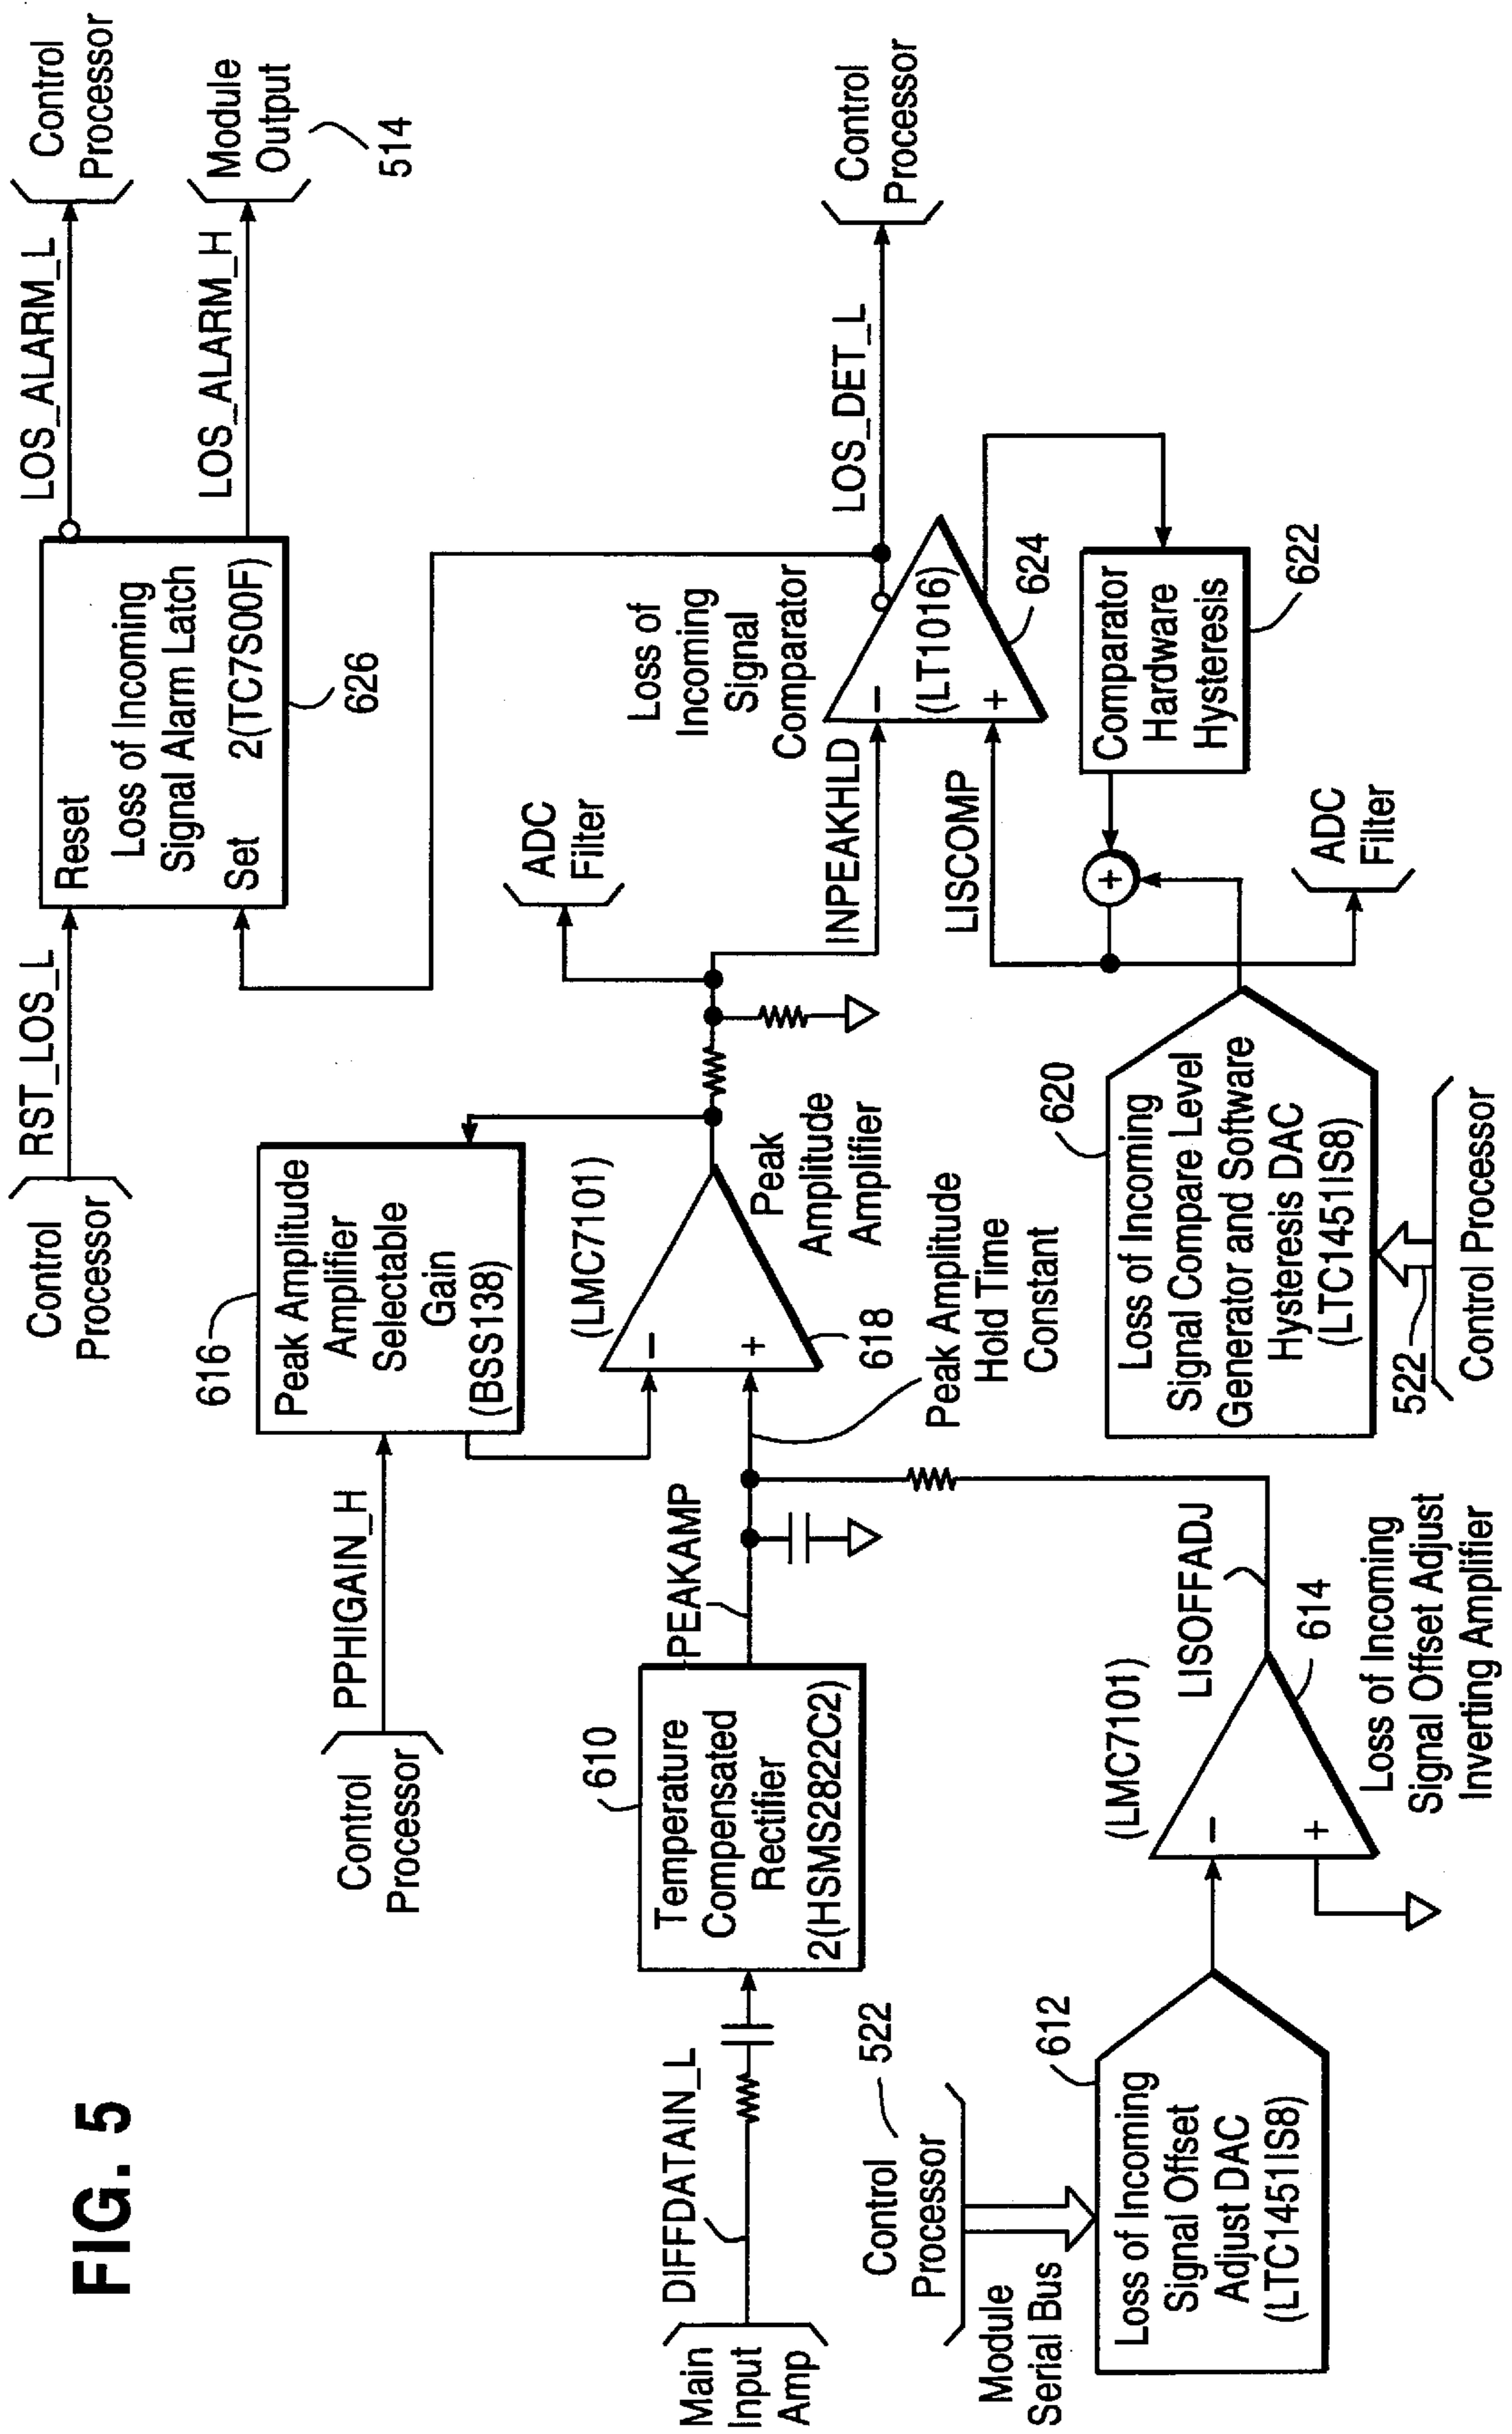 FIG. 5
Control
Processor
RST_LOS_L
Reset
Loss of Incoming
Signal Alarm Latch
Set 2(TC7S00F)
626
LOS_ALARM_L
Control
Processor
LOS_ALARM_H
Module
Output
514
Control
Processor
PPHIGAIN_H
616
Peak Amplitude
Amplifier
Selectable
Gain
(BSS138)
(LMC7101)
−
+
618
Peak
Amplitude
Amplifier
Peak Amplitude
Hold Time
Constant
ADC
Filter
Main
Input
Amp
DIFFDATAIN_L
610
Temperature
Compensated
Rectifier
2(HSMS2822C2)
PEAKAMP
INPEAKHLD
LISCOMP
Loss of
Incoming
Signal
Comparator
−
(LT1016)
+
624
LOS_DET_L
Control
Processor
Comparator
Hardware
Hysteresis
622
+
ADC
Filter
Control
Processor
522
Module
Serial Bus
612
Loss of Incoming
Signal Offset
Adjust DAC
(LTC1451IS8)
(LMC7101)
−
+
614
LISOFFADJ
Loss of Incoming
Signal Offset Adjust
Inverting Amplifier
620
Loss of Incoming
Signal Compare Level
Generator and Software
Hysteresis DAC
(LTC1451IS8)
522
Control Processor